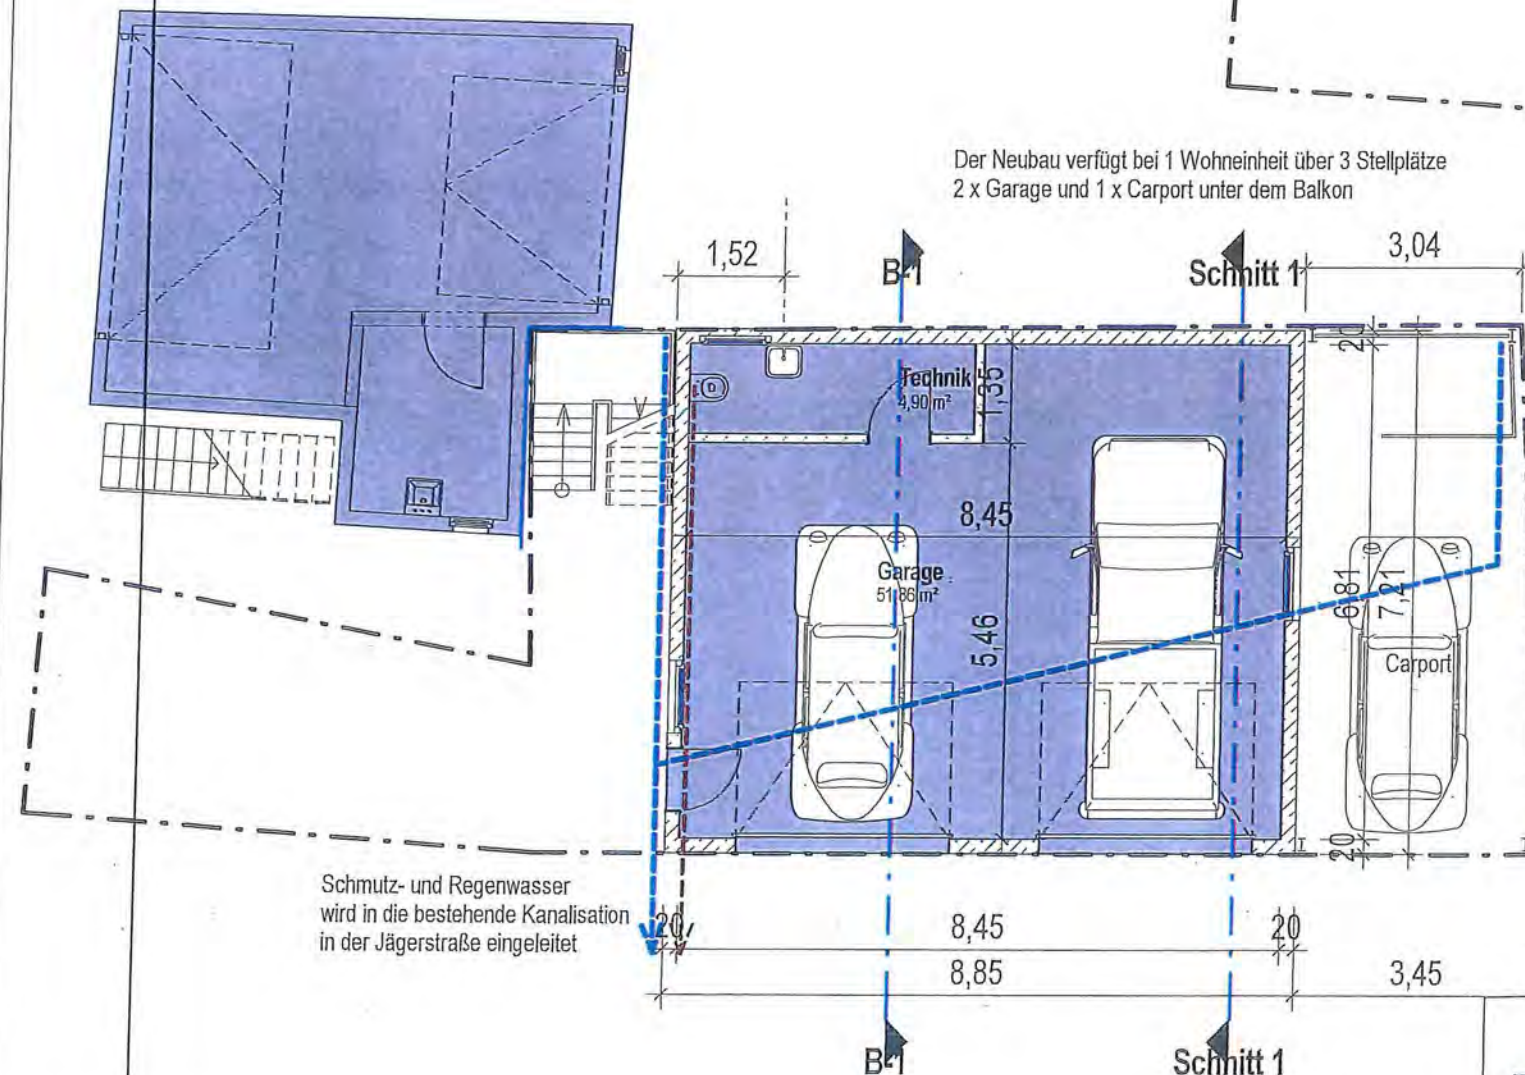 Der Neubau verfügt bei 1 Wohneinheit über 3 Stellplätze
2 x Garage und 1 x Carport unter dem Balkon
1,52
B-1
Schnitt 1
3,04
20
Technik
4,90 m²
1,35
8,45
Garage
51,86 m²
5,46
6,81
7,21
Carport
20
Schmutz- und Regenwasser
wird in die bestehende Kanalisation
in der Jägerstraße eingeleitet
20
8,45
20
8,85
3,45
B-1
Schnitt 1